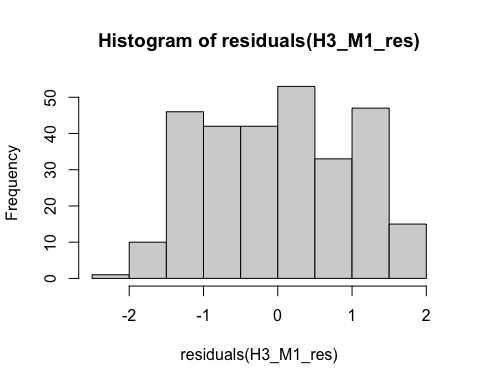 Histogram of residuals(H3_M1_res)
Frequency
50
40
30
20
10
0
-2 -1 0 1 2
residuals(H3_M1_res)